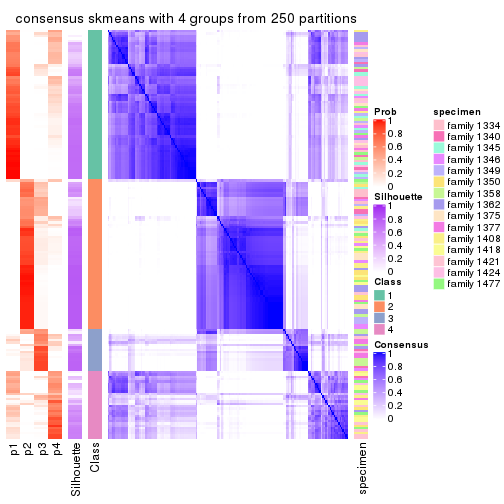 consensus skmeans with 4 groups from 250 partitions
Prob
1
0.8
0.6
0.4
0.2
0
Silhouette
1
0.8
0.6
0.4
0.2
0
Class
1
2
3
4
Consensus
1
0.8
0.6
0.4
0.2
0
specimen
family 1334
family 1340
family 1345
family 1346
family 1349
family 1350
family 1358
family 1362
family 1375
family 1377
family 1408
family 1418
family 1421
family 1424
family 1477
p1
p2
p3
p4
Silhouette
Class
specimen